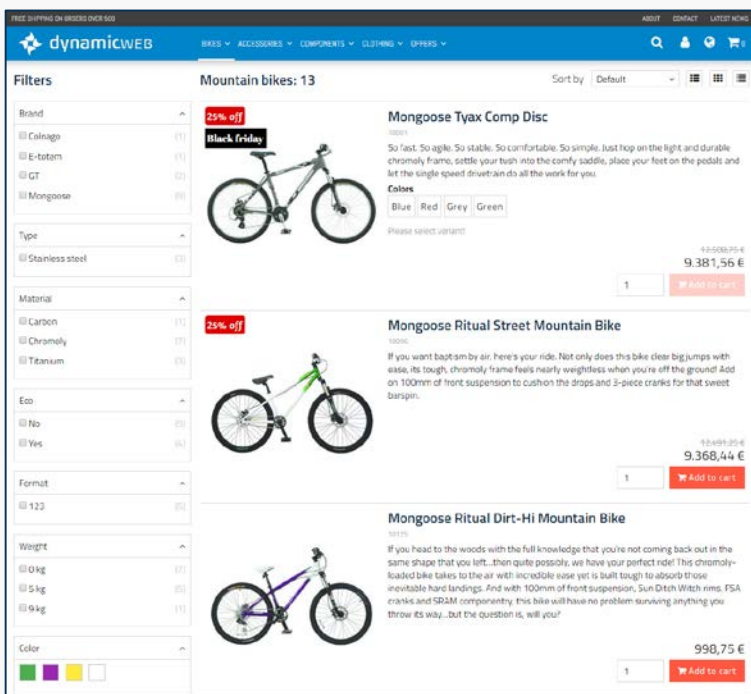 FREE SHIPPING ON ORDERS OVER 500
ABOUT CONTACT LATEST NEWS
dynamicWEB
BIKES ACCESSORIES COMPONENTS CLOTHING OFFERS
0
Filters
Mountain bikes: 13
Sort by Default
Brand
Colnago (1)
E-totem (1)
GT (2)
Mongoose (9)
Type
Stainless steel (3)
Material
Carbon (1)
Chromoly (7)
Titanium (3)
Eco
No (9)
Yes (4)
Format
123 (5)
Weight
0 kg (7)
5 kg (5)
9 kg (1)
Color
25% off
Black friday
Mongoose Tyax Comp Disc
10001
So fast. So agile. So stable. So comfortable. So simple. Just hop on the light and durable
chromoly frame, settle your tush into the comfy saddle, place your feet on the pedals and
let the single speed drivetrain do all the work for you.
Colors
Blue Red Grey Green
Please select variant!
12.508,75 €
9.381,56 €
1 Add to cart
25% off
Mongoose Ritual Street Mountain Bike
If you want baptism by air, here's your ride. Not only does this bike clear big jumps with
ease, its tough, chromoly frame feels nearly weightless when you're off the ground! Add
on 100mm of front suspension to cushion the drops and 3-piece cranks for that sweet
barspin.
12.491,25 €
9.368,44 €
1 Add to cart
Mongoose Ritual Dirt-Hi Mountain Bike
If you head to the woods with the full knowledge that you're not coming back out in the
same shape that you left...then quite possibly, we have your perfect ride! This chromoly-
loaded bike takes to the air with incredible ease yet is built tough to absorb those
inevitable hard landings. And with 100mm of front suspension, Sun Ditch Witch rims, FSA
cranks and SRAM componentry, this bike will have no problem surviving anything you
throw its way...but the question is, will you?
998,75 €
1 Add to cart